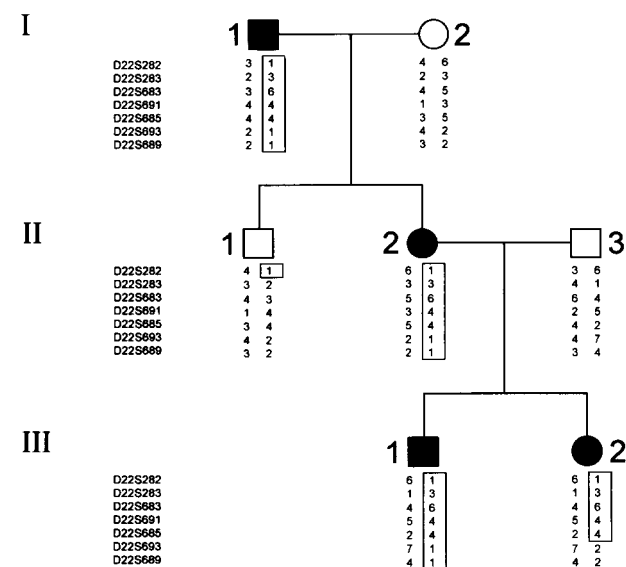 I 1 2
D22S282 3 1 4 6
D22S283 2 3 2 3
D22S683 3 6 4 5
D22S691 4 4 1 3
D22S685 4 4 3 5
D22S693 2 1 4 2
D22S689 2 1 3 2
II 1 2 3
D22S282 4 1 6 1 3 6
D22S283 3 2 3 3 4 1
D22S683 4 3 5 6 6 4
D22S691 1 4 3 4 2 5
D22S685 3 4 5 4 4 2
D22S693 4 2 2 1 4 7
D22S689 3 2 2 1 3 4
III 1 2
D22S282 6 1 6 1
D22S283 1 3 1 3
D22S683 4 6 4 6
D22S691 5 4 5 4
D22S685 2 4 2 4
D22S693 7 1 7 2
D22S689 4 1 4 2